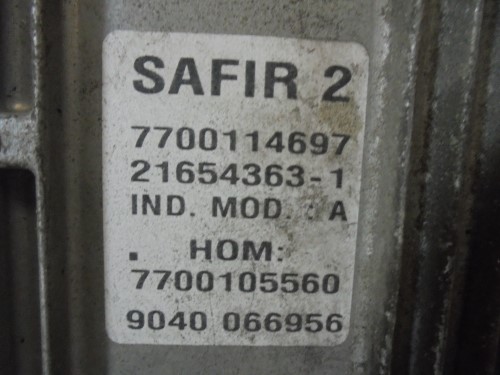 SAFIR 2
7700114697
21654363-1
IND. MOD. : A
. HOM:
7700105560
9040 066956